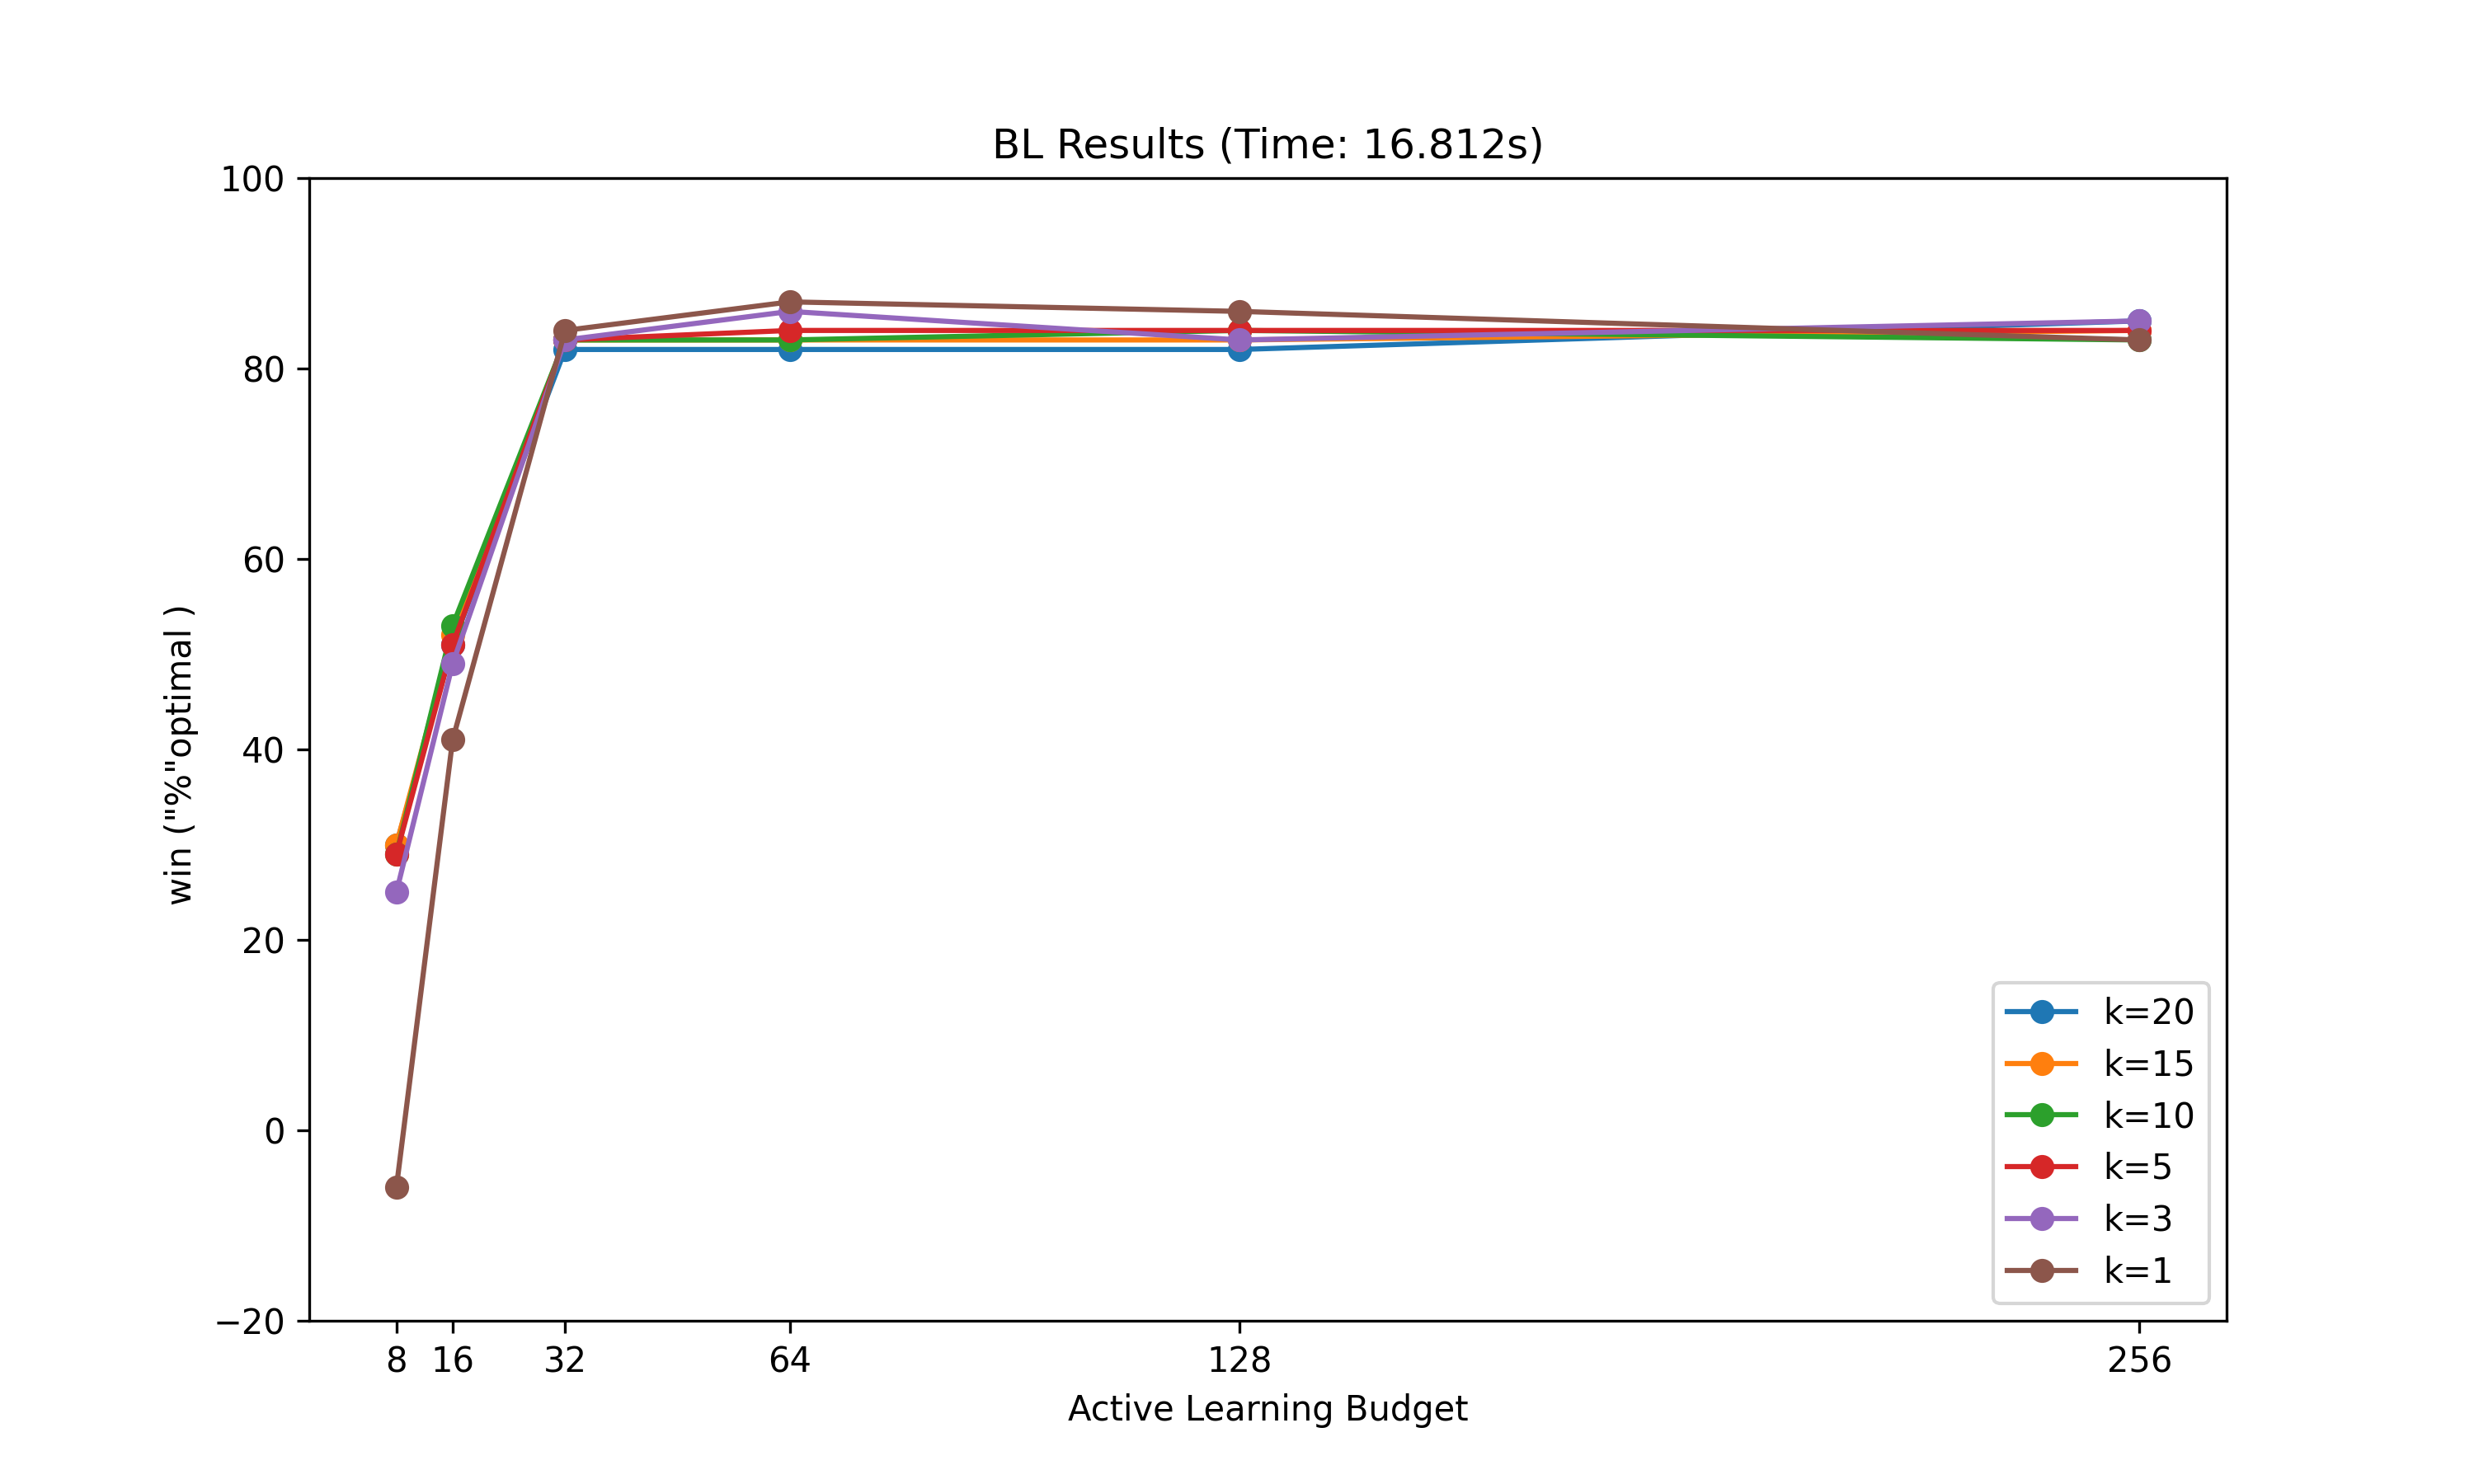 BL Results (Time: 16.812s)
100
80
60
40
20
0
−20
win ("%"optimal )
8 16 32 64 128 256
Active Learning Budget
k=20
k=15
k=10
k=5
k=3
k=1